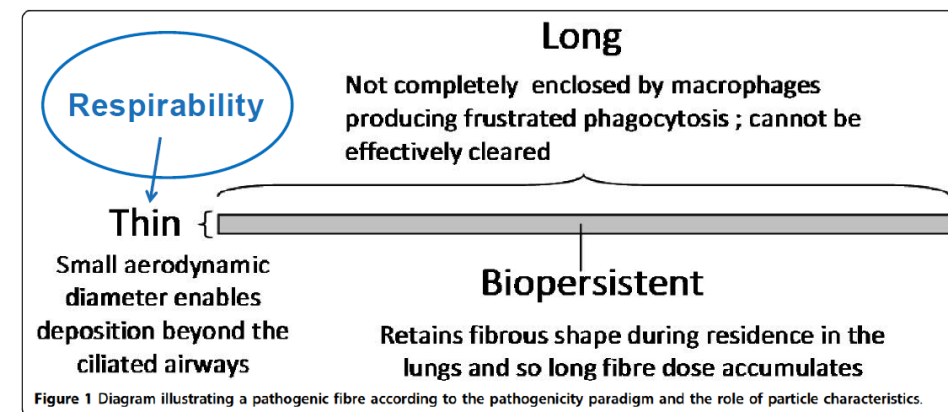 Long
Not completely enclosed by macrophages
producing frustrated phagocytosis ; cannot be
effectively cleared
Respirability
Thin {
Small aerodynamic
diameter enables
deposition beyond the
ciliated airways
Biopersistent
Retains fibrous shape during residence in the
lungs and so long fibre dose accumulates
Figure 1 Diagram illustrating a pathogenic fibre according to the pathogenicity paradigm and the role of particle characteristics.